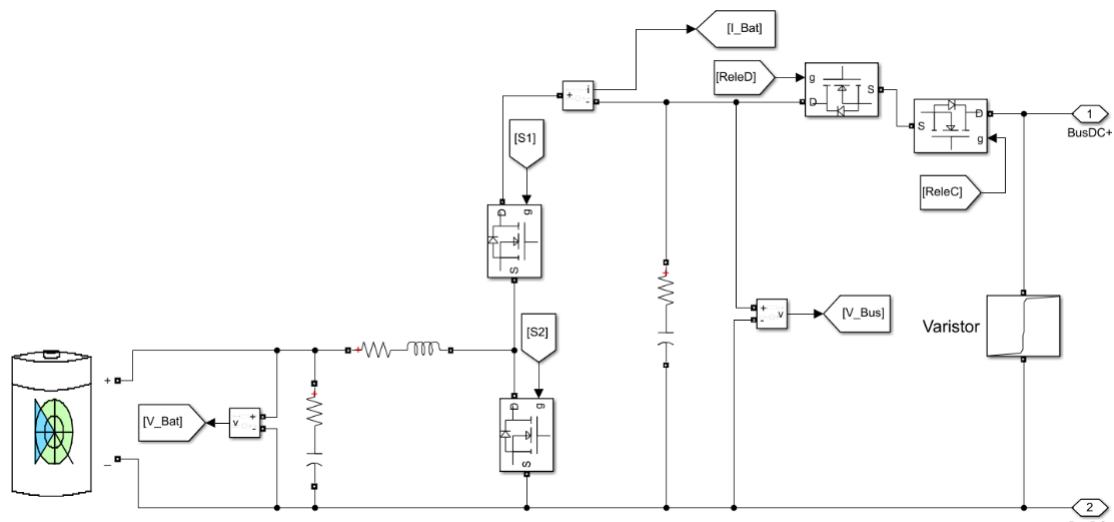 [I_Bat]
[ReleD]
g
S
D
i
+
-
D
S
g
1
BusDC+
[S1]
D
g
S
[ReleC]
[S2]
+
-
v
[V_Bus]
Varistor
+
D
g
S
[V_Bat]
v
+
-
_
2